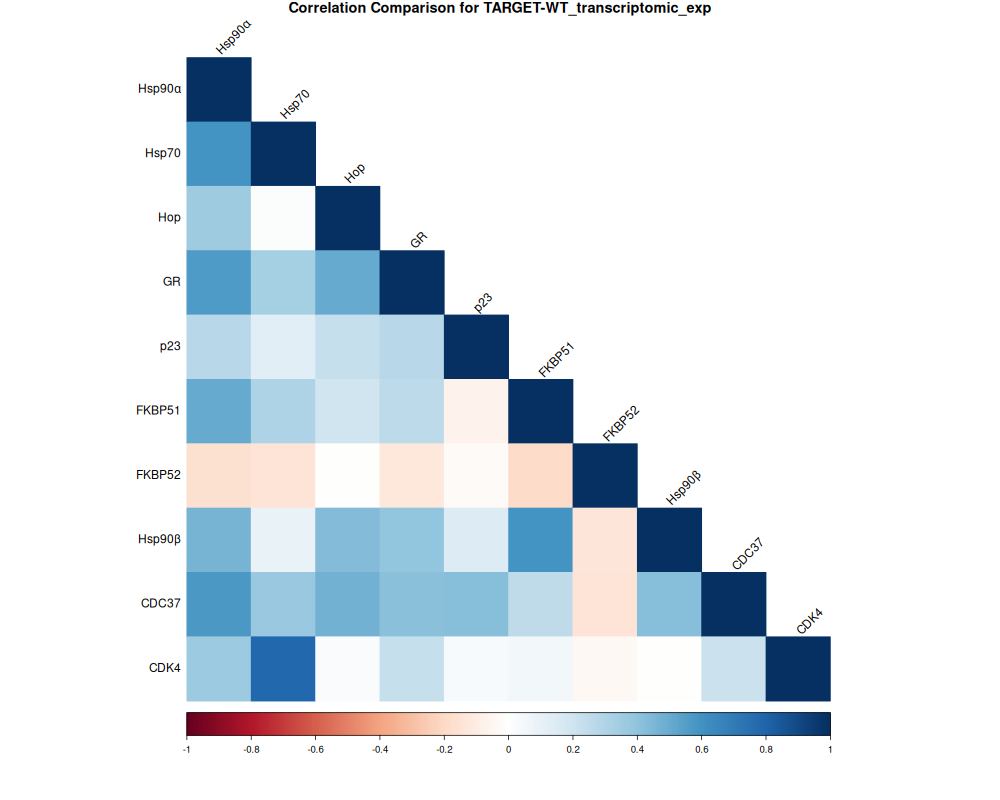 Correlation Comparison for TARGET-WT_transcriptomic_exp
Hsp90α
Hsp90α
Hsp70
Hsp70
Hop
Hop
GR
GR
p23
p23
FKBP51
FKBP51
FKBP52
FKBP52
Hsp90β
Hsp90β
CDC37
CDC37
CDK4
CDK4
-1 -0.8 -0.6 -0.4 -0.2 0 0.2 0.4 0.6 0.8 1